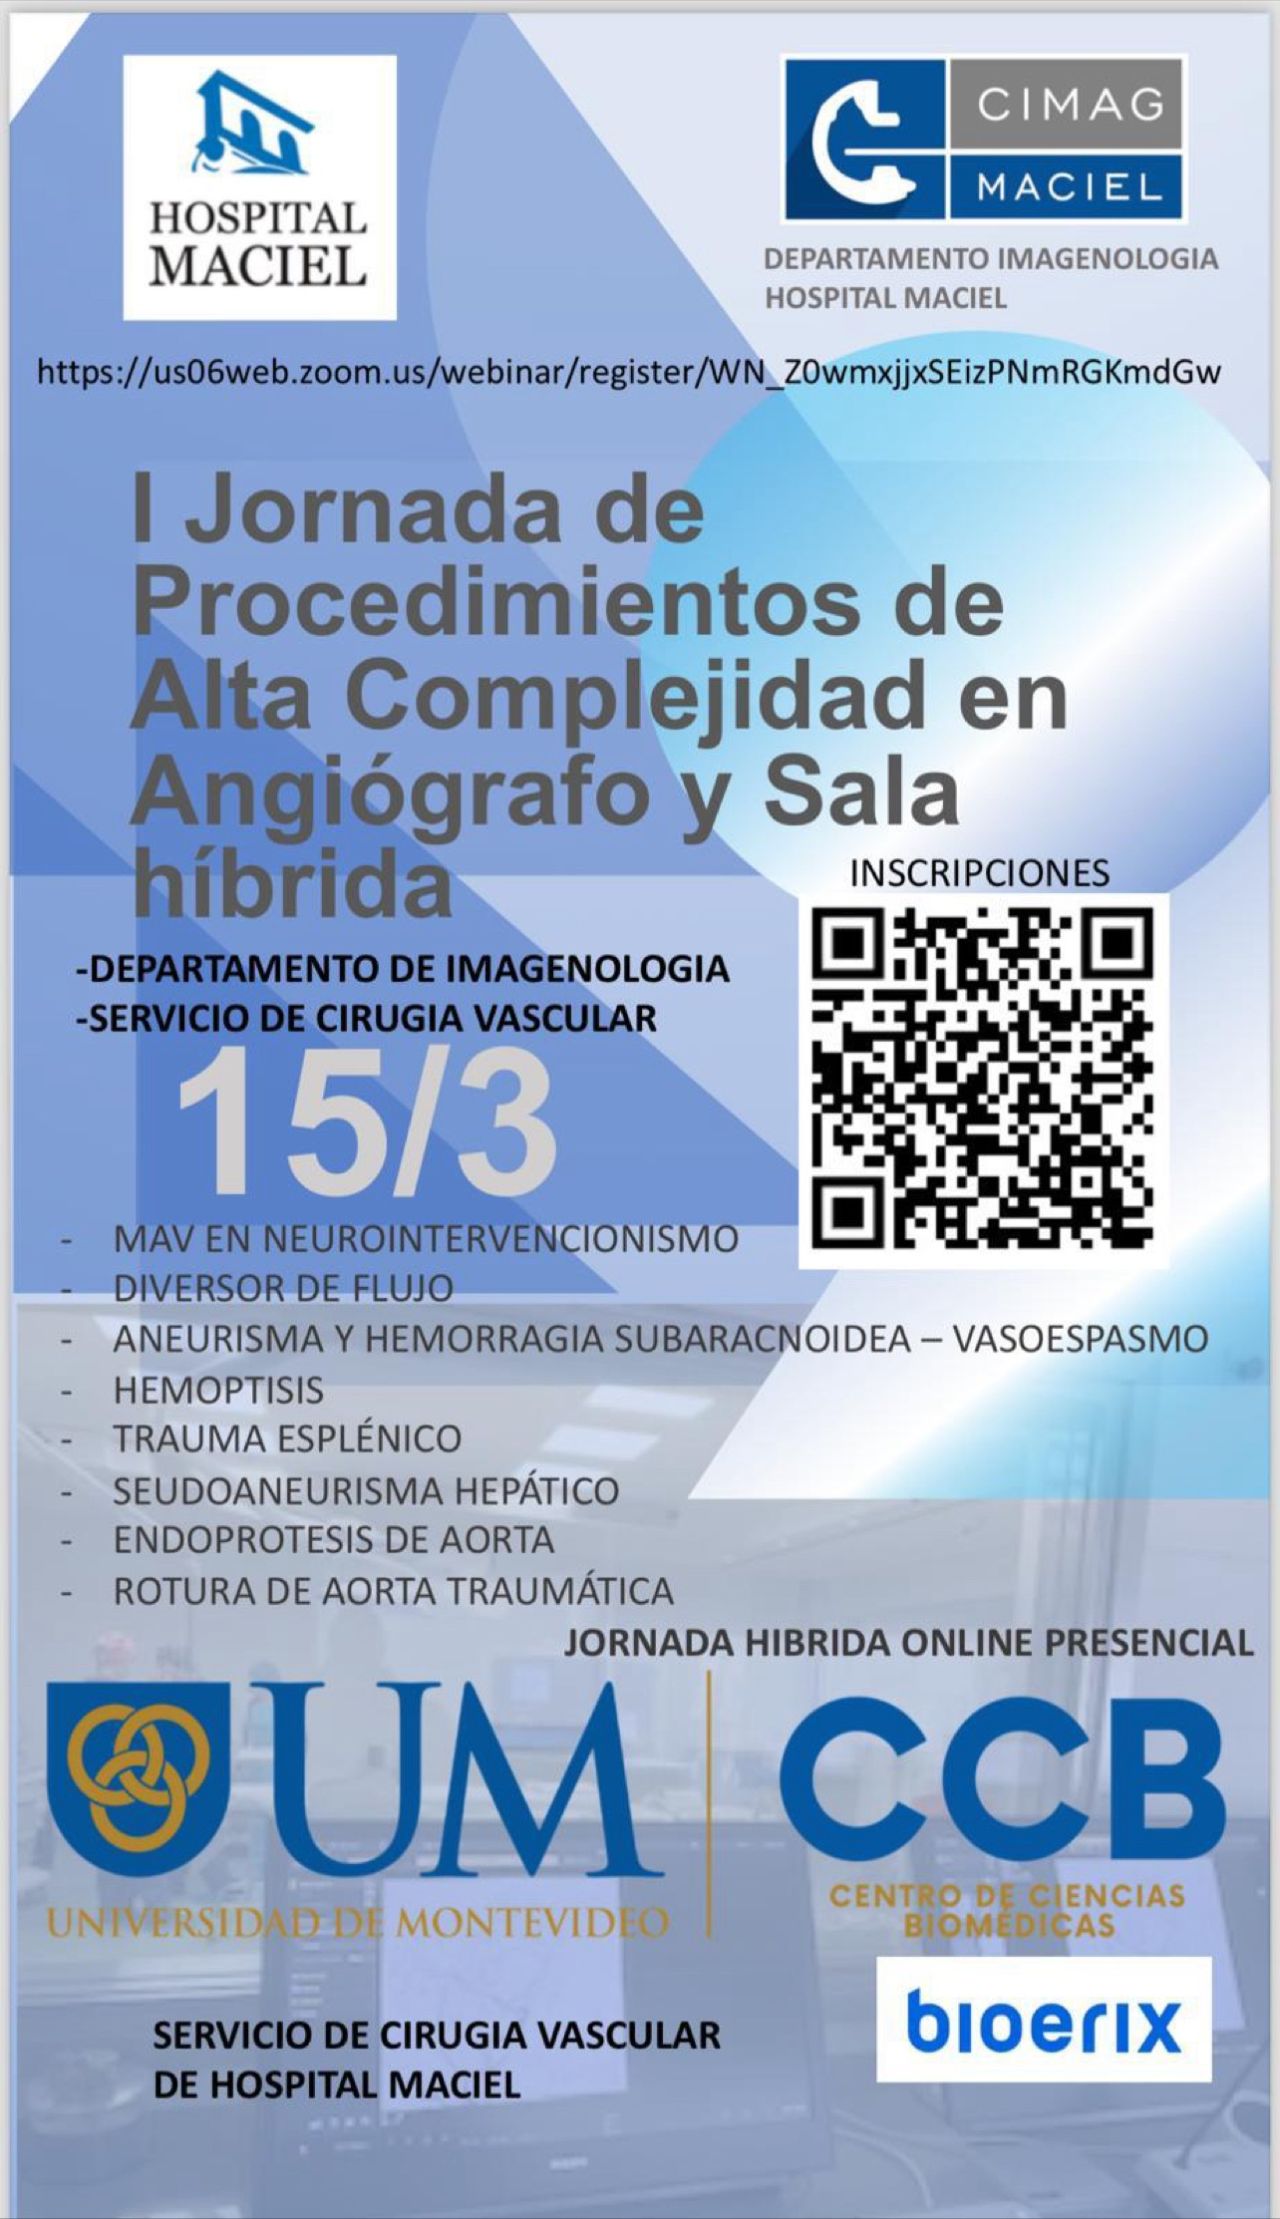 HOSPITAL
MACIEL
CIMAG
MACIEL
DEPARTAMENTO IMAGENOLOGIA
HOSPITAL MACIEL
https://us06web.zoom.us/webinar/register/WN_Z0wmxjjxSEizPNmRGKmdGw
I Jornada de
Procedimientos de
Alta Complejidad en
Angiógrafo y Sala
híbrida
INSCRIPCIONES
-DEPARTAMENTO DE IMAGENOLOGIA
-SERVICIO DE CIRUGIA VASCULAR
15/3
- MAV EN NEUROINTERVENCIONISMO
- DIVERSOR DE FLUJO
- ANEURISMA Y HEMORRAGIA SUBARACNOIDEA – VASOESPASMO
- HEMOPTISIS
- TRAUMA ESPLÉNICO
- SEUDOANEURISMA HEPÁTICO
- ENDOPROTESIS DE AORTA
- ROTURA DE AORTA TRAUMÁTICA
JORNADA HIBRIDA ONLINE PRESENCIAL
UM
UNIVERSIDAD DE MONTEVIDEO
CCB
CENTRO DE CIENCIAS
BIOMÉDICAS
bioerix
SERVICIO DE CIRUGIA VASCULAR
DE HOSPITAL MACIEL